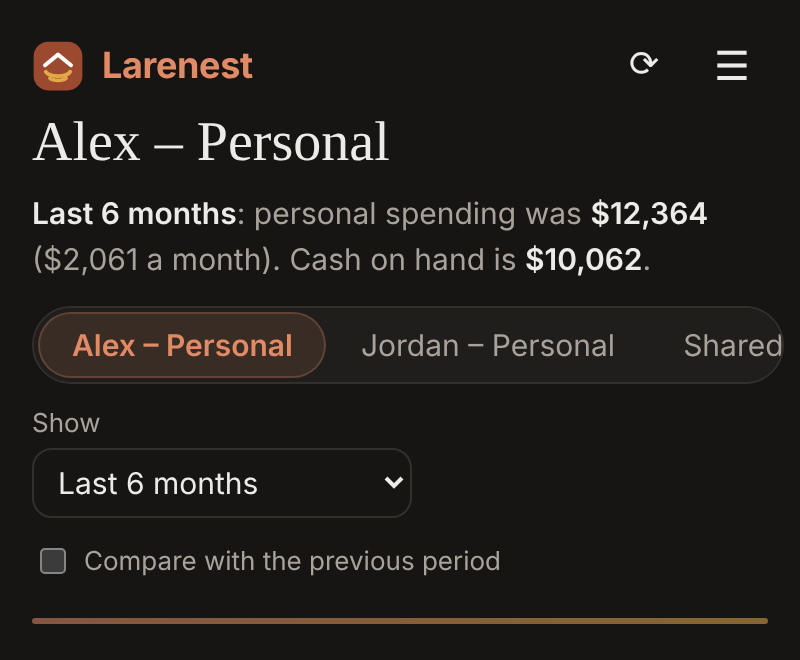 Larenest
Alex – Personal
Last 6 months: personal spending was $12,364
($2,061 a month). Cash on hand is $10,062.
Alex – Personal Jordan – Personal Shared
Show
Last 6 months
Compare with the previous period